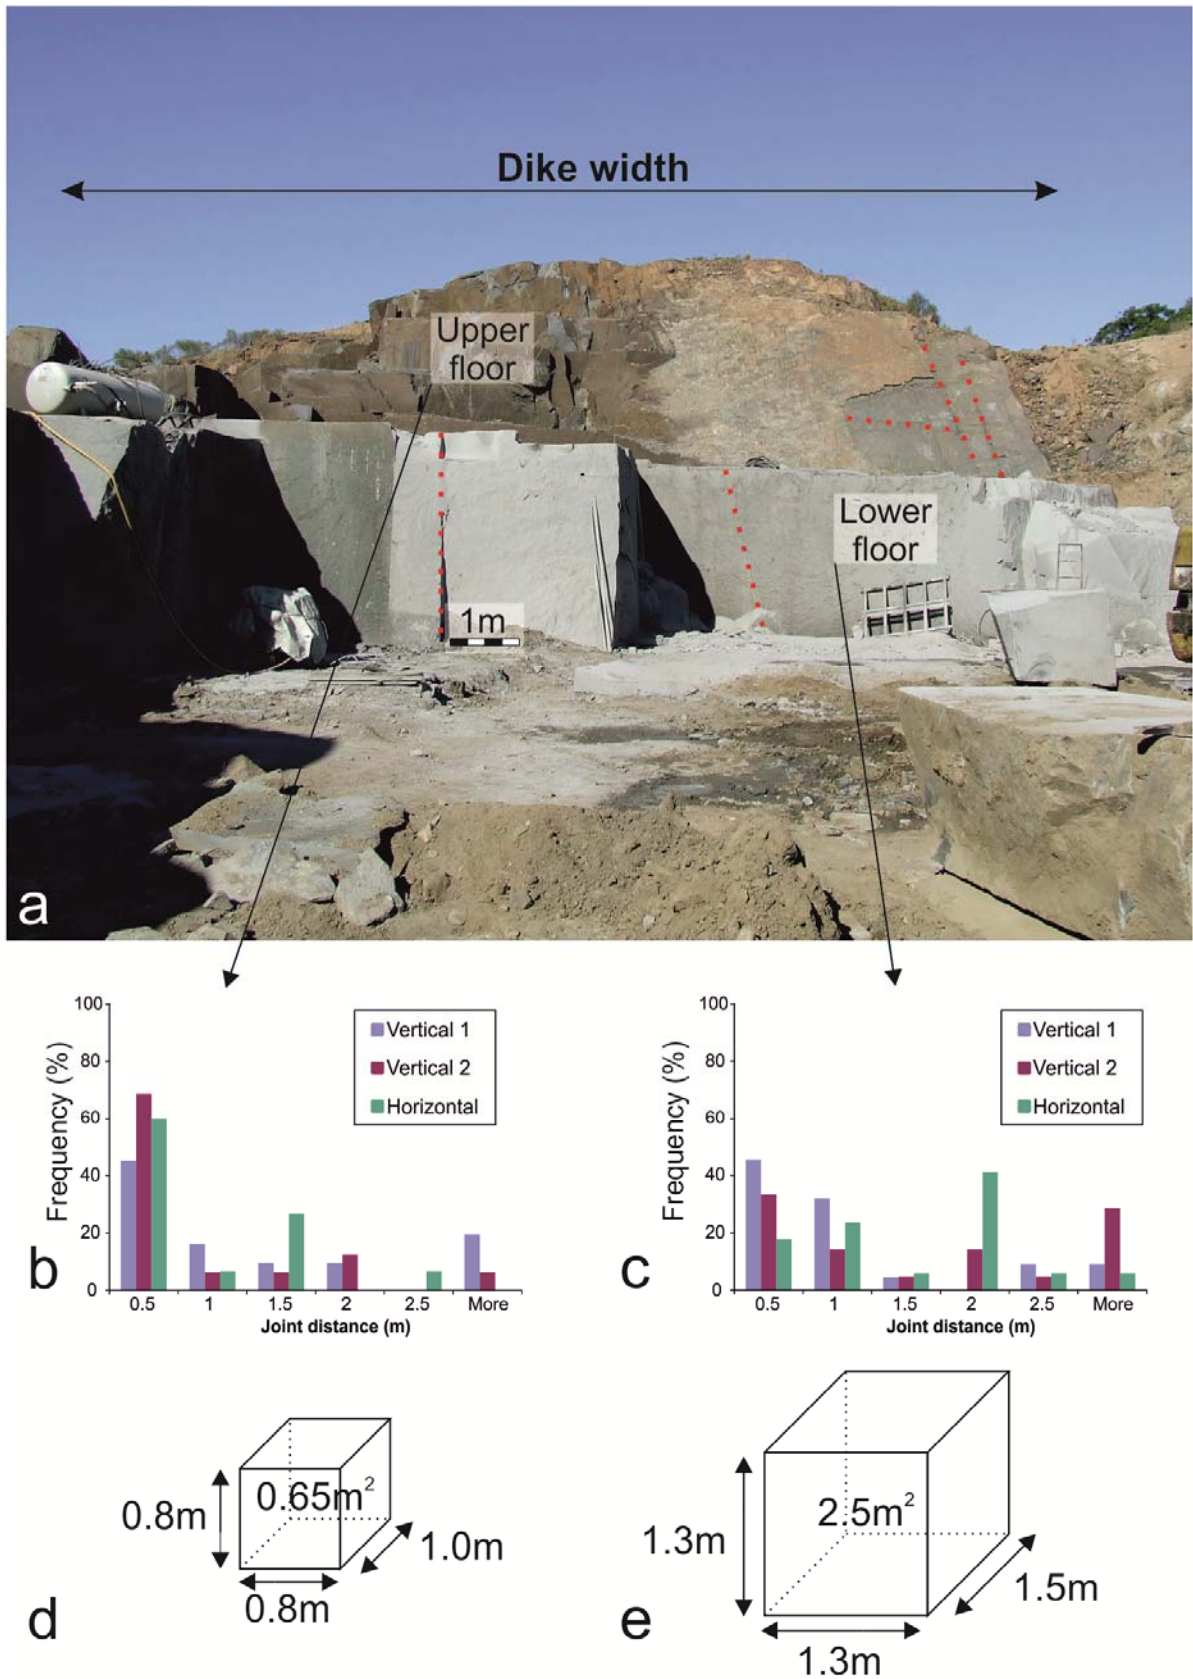 Dike width
Upper
floor
Lower
floor
1m
a
100
80
60
40
20
0
Frequency (%)
Vertical 1
Vertical 2
Horizontal
0.5 1 1.5 2 2.5 More
Joint distance (m)
b
100
80
60
40
20
0
Frequency (%)
Vertical 1
Vertical 2
Horizontal
0.5 1 1.5 2 2.5 More
Joint distance (m)
c
0.65m²
0.8m
1.0m
0.8m
d
2.5m²
1.3m
1.5m
1.3m
e